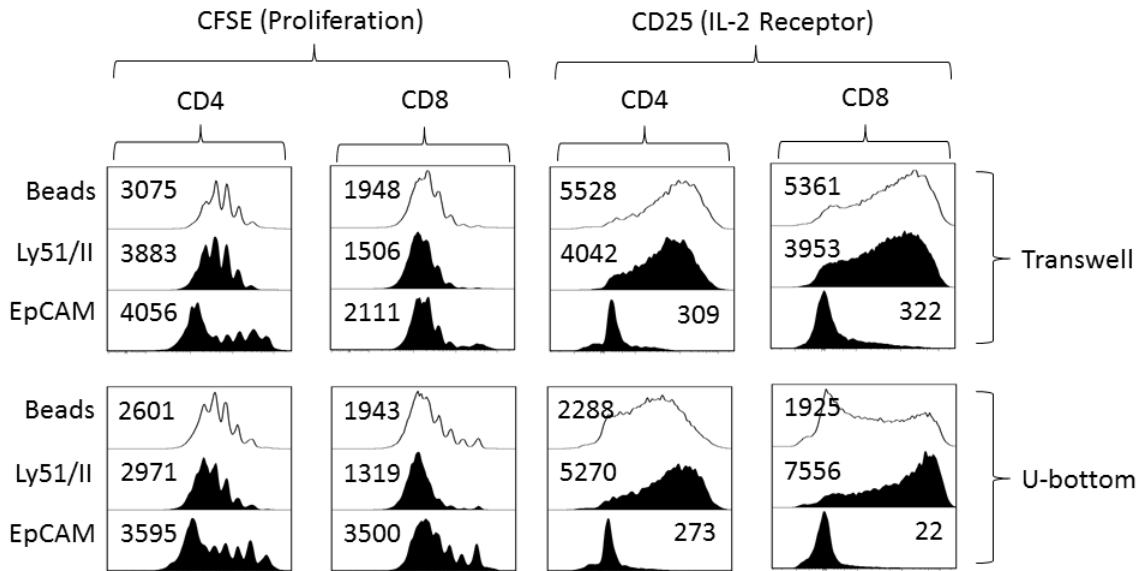 CFSE (Proliferation) CD25 (IL-2 Receptor)
CD4 CD8 CD4 CD8
Beads 3075 1948 5528 5361
Ly51/II 3883 1506 4042 3953 Transwell
EpCAM 4056 2111 309 322
Beads 2601 1943 2288 1925
Ly51/II 2971 1319 5270 7556 U-bottom
EpCAM 3595 3500 273 22